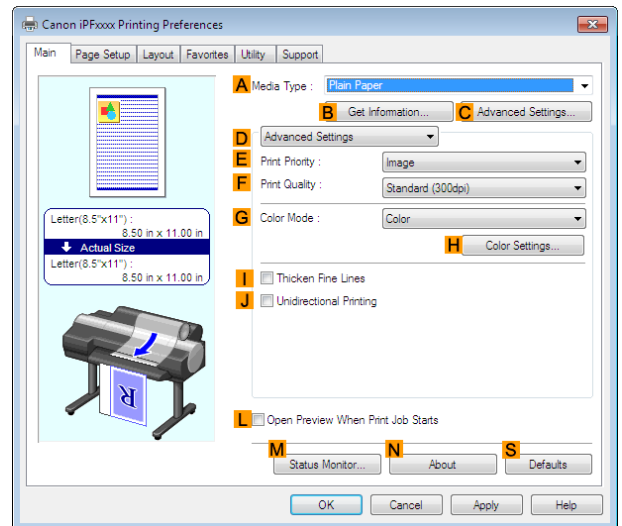 Canon iPFxxxx Printing Preferences
Main Page Setup Layout Favorites Utility Support
A Media Type : Plain Paper
B Get Information... C Advanced Settings...
D Advanced Settings
E Print Priority : Image
F Print Quality : Standard (300dpi)
G Color Mode : Color
H Color Settings...
Letter(8.5"x11") :
8.50 in x 11.00 in
Actual Size
Letter(8.5"x11") :
8.50 in x 11.00 in
I Thicken Fine Lines
J Unidirectional Printing
R
L Open Preview When Print Job Starts
M Status Monitor... N About S Defaults
OK Cancel Apply Help